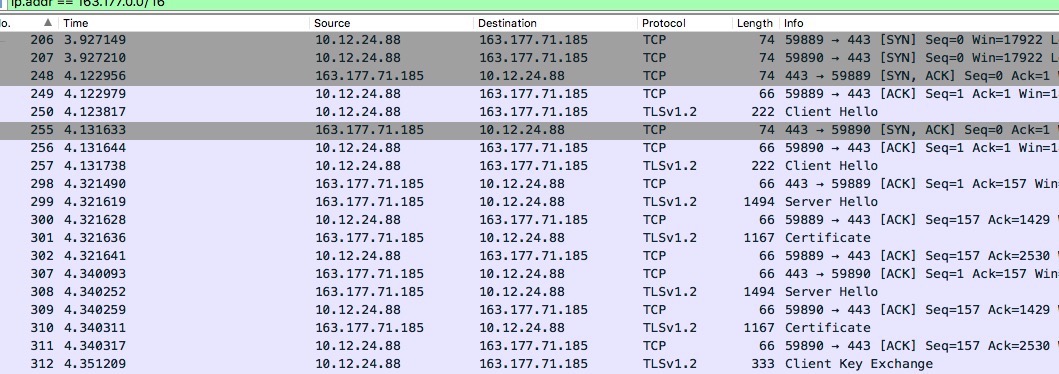 ip.addr == 163.177.0.0/16
No. Time Source Destination Protocol Length Info
206 3.927149 10.12.24.88 163.177.71.185 TCP 74 59889 → 443 [SYN] Seq=0 Win=17922 L
207 3.927210 10.12.24.88 163.177.71.185 TCP 74 59890 → 443 [SYN] Seq=0 Win=17922 L
248 4.122956 163.177.71.185 10.12.24.88 TCP 74 443 → 59889 [SYN, ACK] Seq=0 Ack=1
249 4.122979 10.12.24.88 163.177.71.185 TCP 66 59889 → 443 [ACK] Seq=1 Ack=1 Win=1
250 4.123817 10.12.24.88 163.177.71.185 TLSv1.2 222 Client Hello
255 4.131633 163.177.71.185 10.12.24.88 TCP 74 443 → 59890 [SYN, ACK] Seq=0 Ack=1
256 4.131644 10.12.24.88 163.177.71.185 TCP 66 59890 → 443 [ACK] Seq=1 Ack=1 Win=1
257 4.131738 10.12.24.88 163.177.71.185 TLSv1.2 222 Client Hello
298 4.321490 163.177.71.185 10.12.24.88 TCP 66 443 → 59889 [ACK] Seq=1 Ack=157 Win
299 4.321619 163.177.71.185 10.12.24.88 TLSv1.2 1494 Server Hello
300 4.321628 10.12.24.88 163.177.71.185 TCP 66 59889 → 443 [ACK] Seq=157 Ack=1429
301 4.321636 163.177.71.185 10.12.24.88 TLSv1.2 1167 Certificate
302 4.321641 10.12.24.88 163.177.71.185 TCP 66 59889 → 443 [ACK] Seq=157 Ack=2530
307 4.340093 163.177.71.185 10.12.24.88 TCP 66 443 → 59890 [ACK] Seq=1 Ack=157 Win
308 4.340252 163.177.71.185 10.12.24.88 TLSv1.2 1494 Server Hello
309 4.340259 10.12.24.88 163.177.71.185 TCP 66 59890 → 443 [ACK] Seq=157 Ack=1429
310 4.340311 163.177.71.185 10.12.24.88 TLSv1.2 1167 Certificate
311 4.340317 10.12.24.88 163.177.71.185 TCP 66 59890 → 443 [ACK] Seq=157 Ack=2530
312 4.351209 10.12.24.88 163.177.71.185 TLSv1.2 333 Client Key Exchange